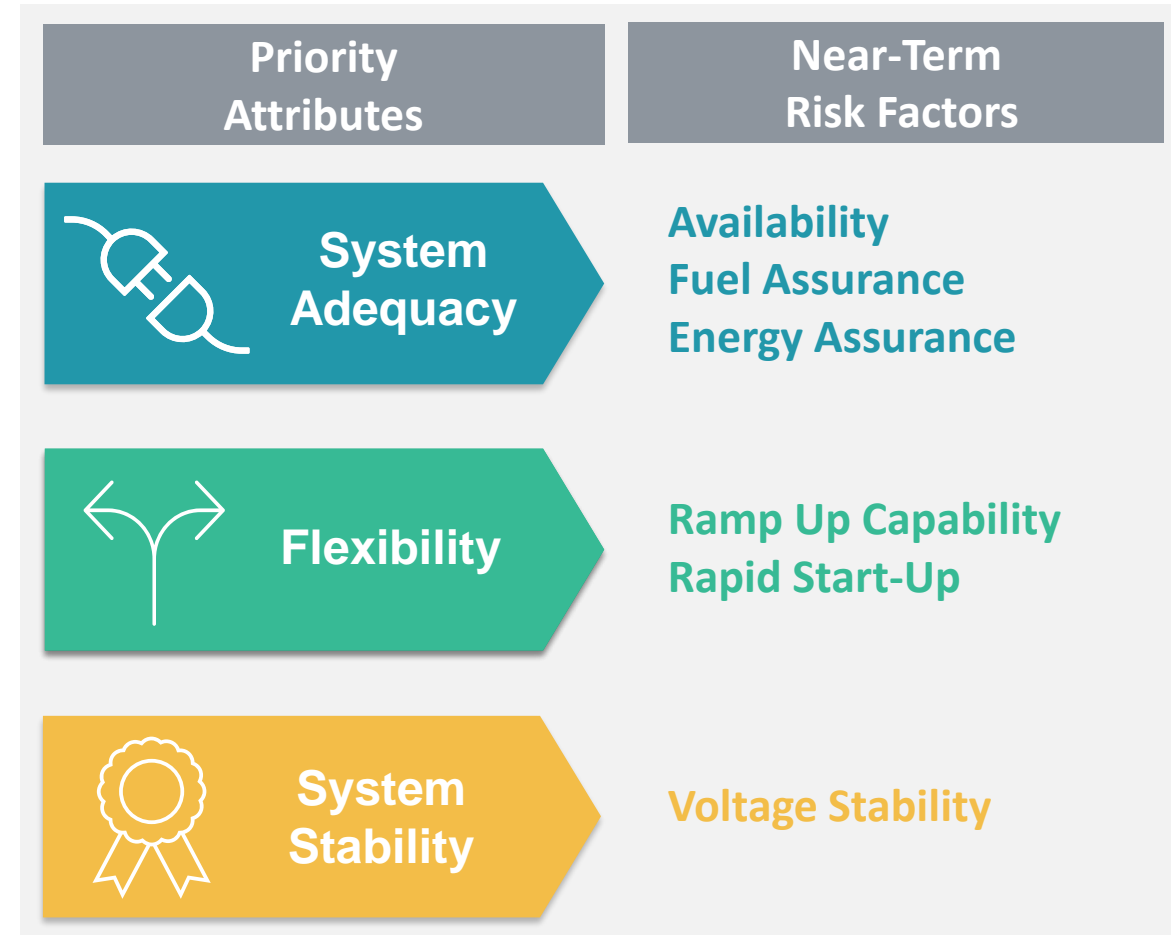 Priority
Attributes
Near-Term
Risk Factors
System
Adequacy
Availability
Fuel Assurance
Energy Assurance
Flexibility
Ramp Up Capability
Rapid Start-Up
System
Stability
Voltage Stability